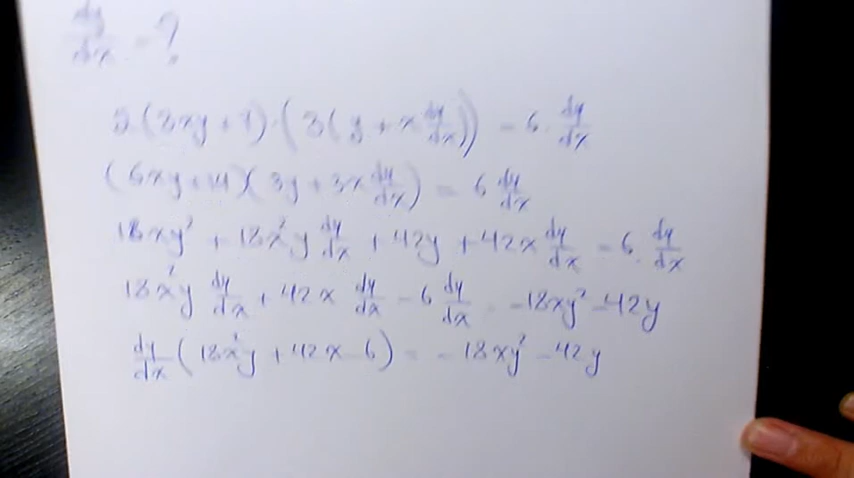 dy/dx = ?
2·(3xy + 7)·(3(y + x dy/dx)) = 6·dy/dx
(6xy + 14)(3y + 3x dy/dx) = 6 dy/dx
18xy² + 18x²y dy/dx + 42y + 42x dy/dx = 6·dy/dx
18x²y dy/dx + 42x dy/dx - 6 dy/dx = -18xy² - 42y
dy/dx (18x²y + 42x - 6) = -18xy² - 42y